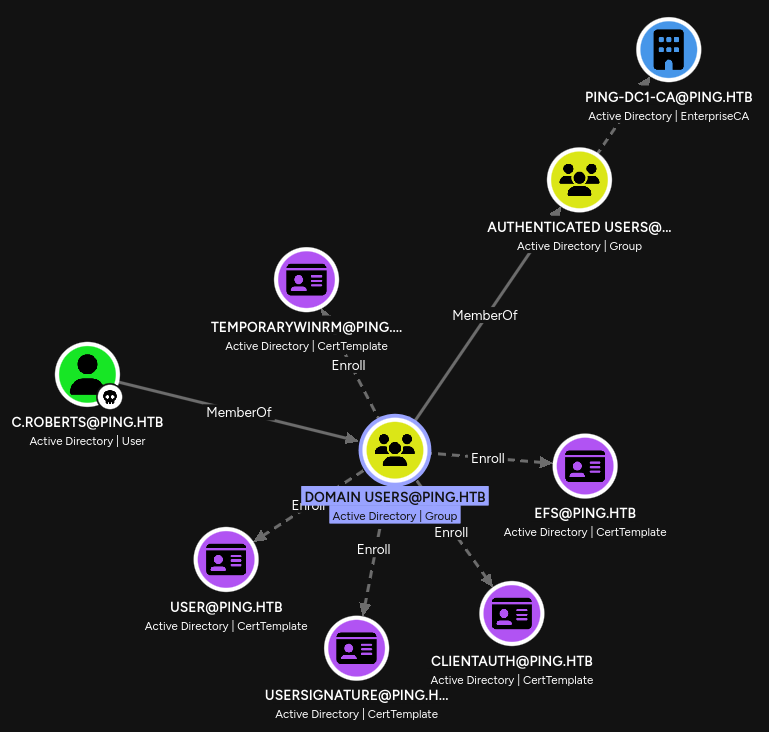 PING-DC1-CA@PING.HTB
Active Directory | EnterpriseCA
AUTHENTICATED USERS@...
Active Directory | Group
MemberOf
TEMPORARYWINRM@PING....
Active Directory | CertTemplate
Enroll
C.ROBERTS@PING.HTB
Active Directory | User
MemberOf
Enroll
DOMAIN USERS@PING.HTB
Active Directory | Group
Enroll
EFS@PING.HTB
Active Directory | CertTemplate
Enroll
Enroll
USER@PING.HTB
Active Directory | CertTemplate
CLIENTAUTH@PING.HTB
Active Directory | CertTemplate
USERSIGNATURE@PING.H...
Active Directory | CertTemplate